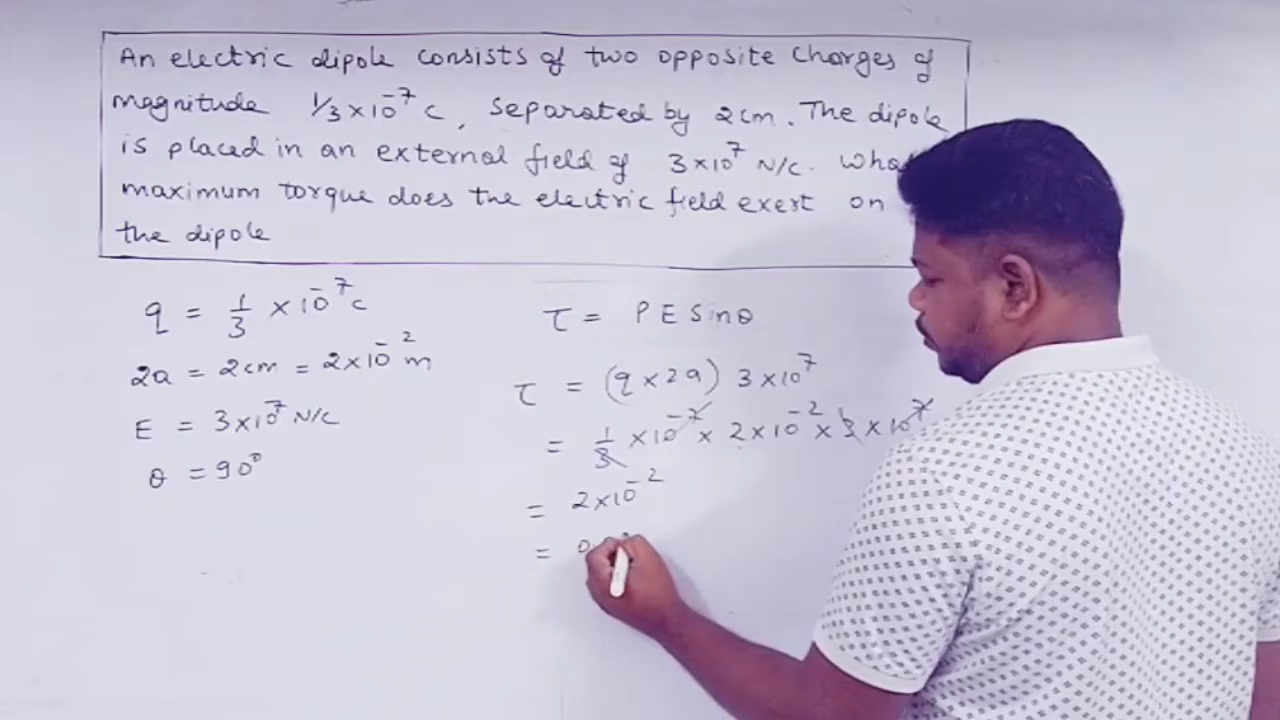 An electric dipole consists of two opposite charges of
magnitude 1/3×10⁻⁷ C, separated by 2cm. The dipole
is placed in an external field of 3×10⁷ N/C.
maximum torque does the electric field exert on
the dipole
q = 1/3 ×10⁻⁷ C
2a = 2cm = 2×10⁻² m
E = 3×10⁷ N/C
θ = 90°
τ = PE Sinθ
τ = (q×2a) 3×10⁷
= 1/3 ×10⁻⁷ × 2×10⁻² × 3×10⁷
= 2×10⁻²
=